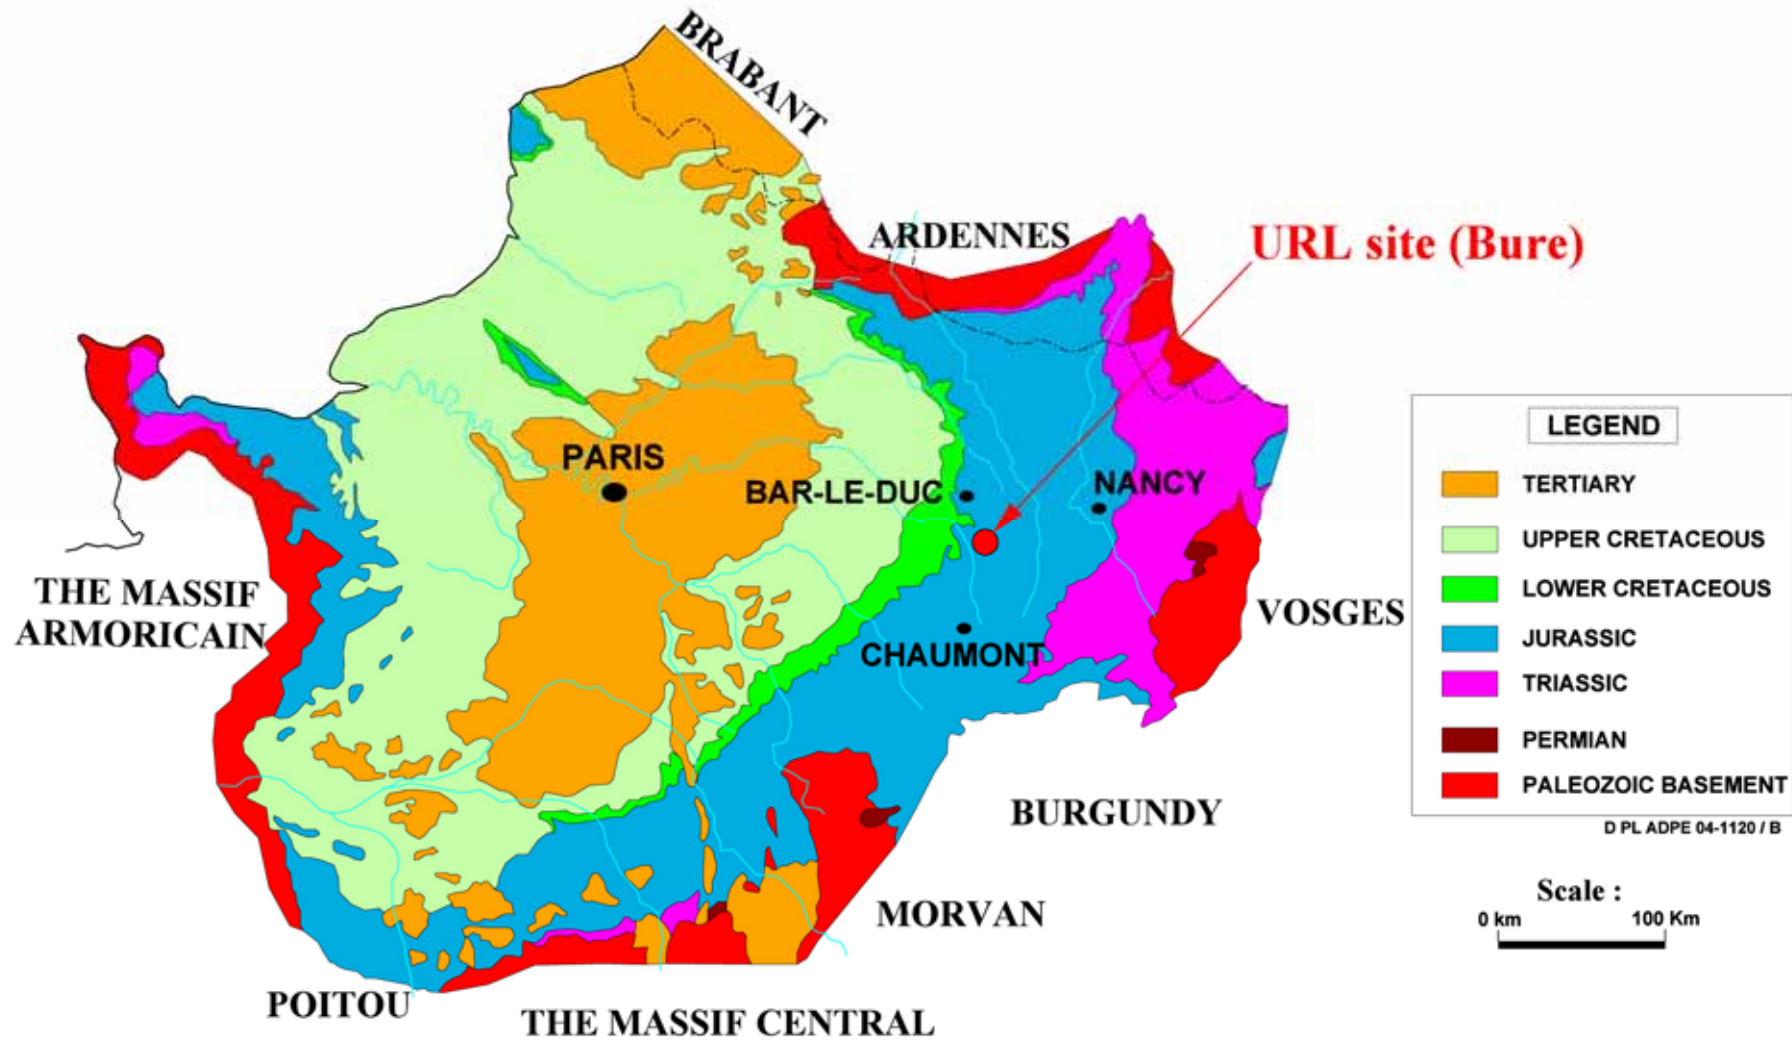 BRABANT
ARDENNES
URL site (Bure)
PARIS
BAR-LE-DUC
NANCY
THE MASSIF
ARMORICAIN
VOSGES
CHAUMONT
BURGUNDY
MORVAN
POITOU
THE MASSIF CENTRAL
LEGEND
TERTIARY
UPPER CRETACEOUS
LOWER CRETACEOUS
JURASSIC
TRIASSIC
PERMIAN
PALEOZOIC BASEMENT
D PL ADPE 04-1120 / B
Scale :
0 km 100 Km